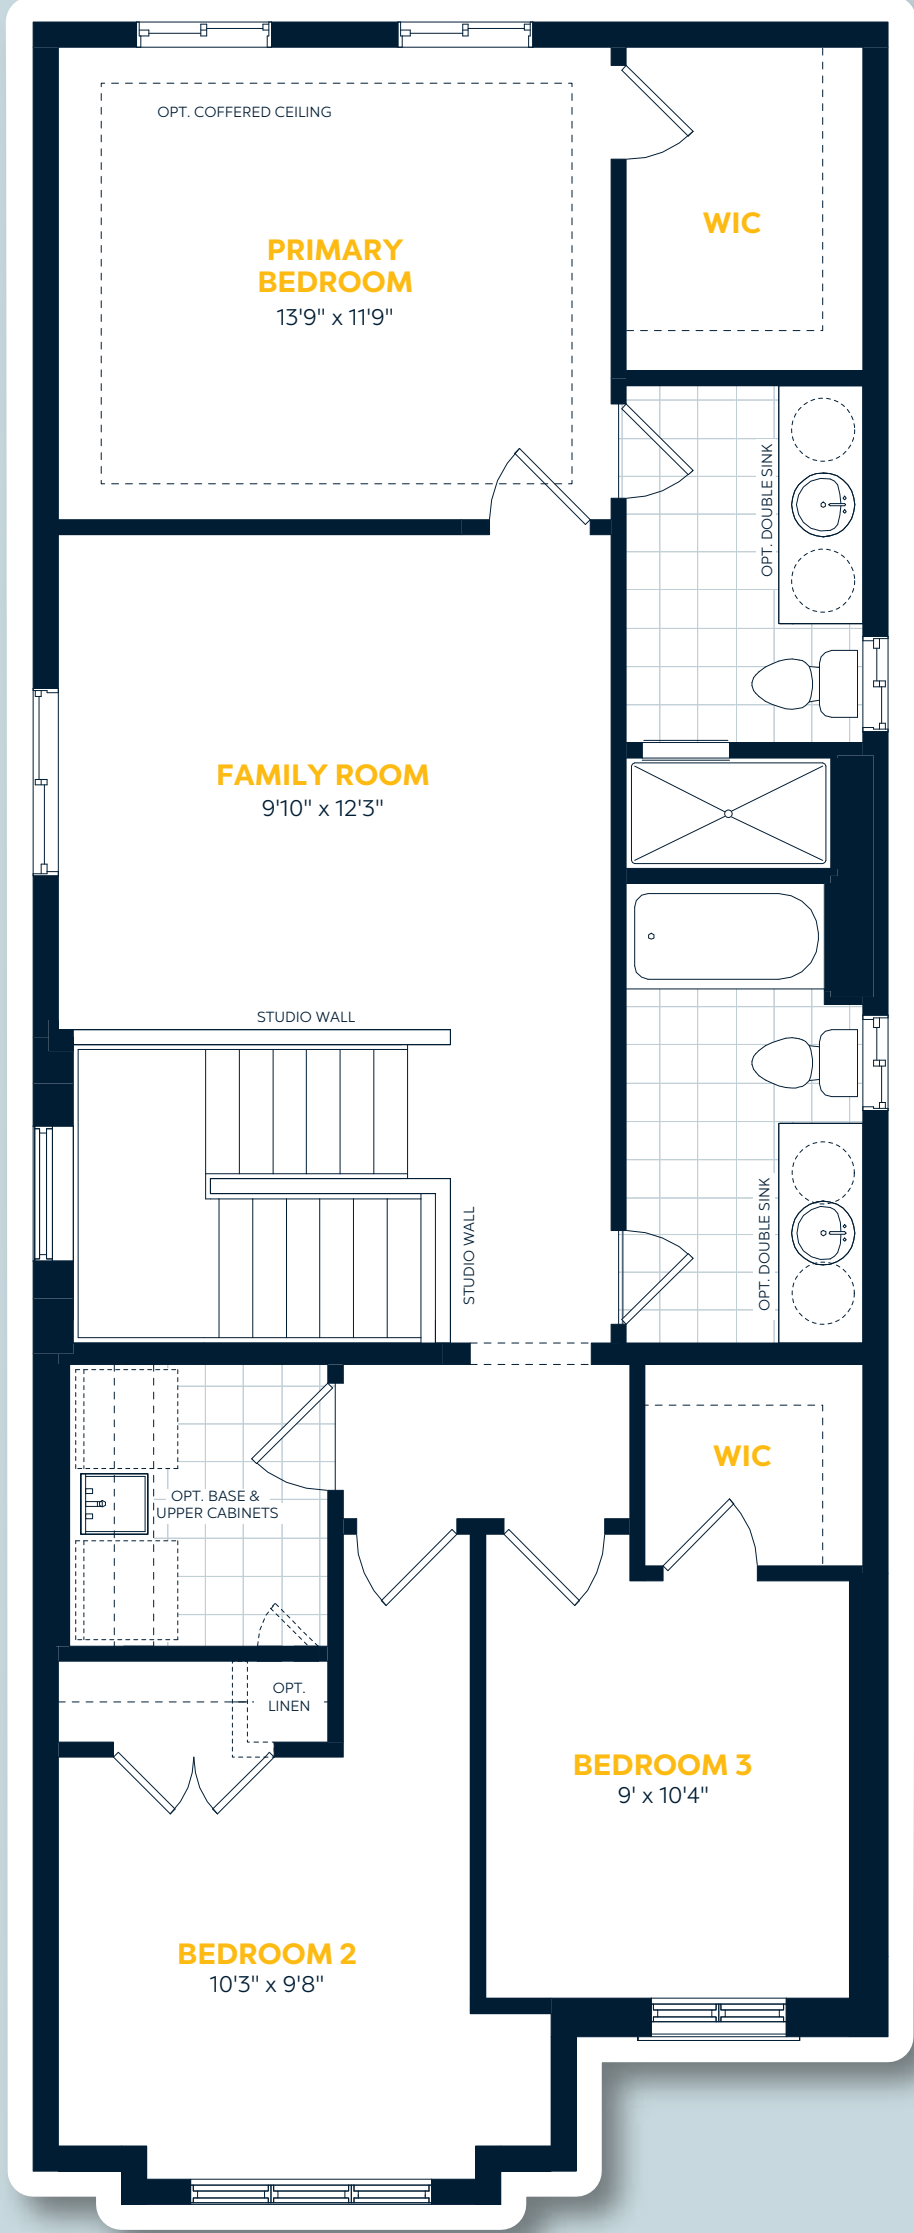 OPT. COFFERED CEILING
PRIMARY
BEDROOM
13'9" x 11'9"
WIC
OPT. DOUBLE SINK
FAMILY ROOM
9'10" x 12'3"
STUDIO WALL
STUDIO WALL
OPT. DOUBLE SINK
WIC
OPT. BASE &
UPPER CABINETS
OPT.
LINEN
BEDROOM 3
9' x 10'4"
BEDROOM 2
10'3" x 9'8"